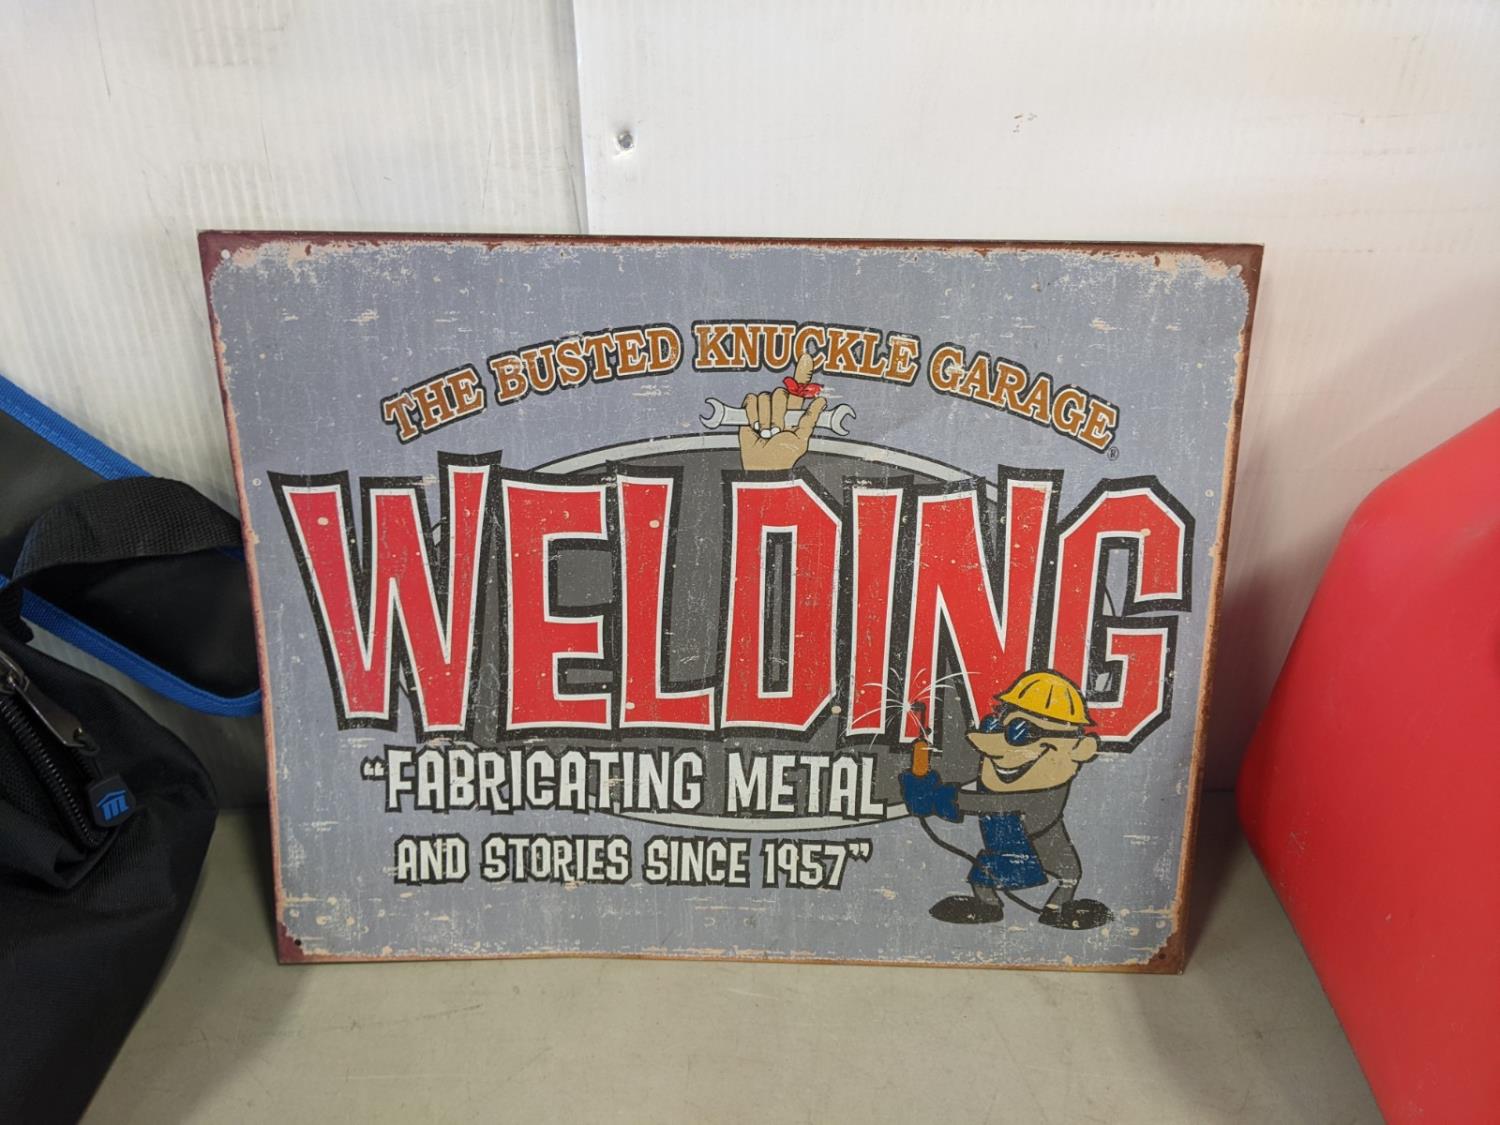 THE BUSTED KNUCKLE GARAGE®
WELDING
"FABRICATING METAL
AND STORIES SINCE 1957"